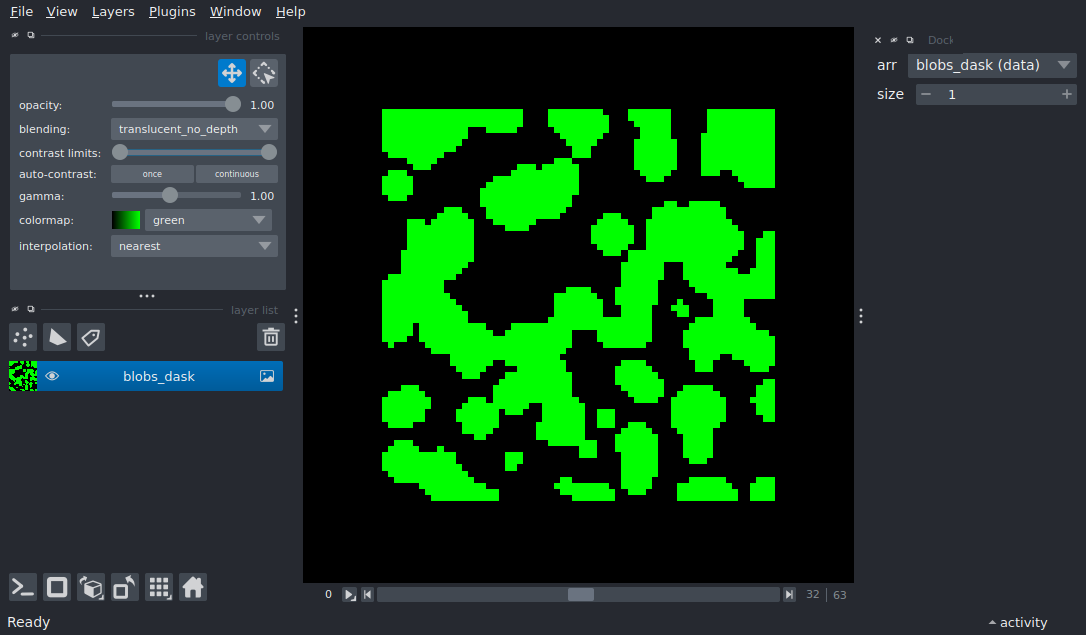 File View Layers Plugins Window Help
layer controls
opacity: 1.00
blending: translucent_no_depth
contrast limits:
auto-contrast: once continuous
gamma: 1.00
colormap: green
interpolation: nearest
layer list
blobs_dask
Dock
arr blobs_dask (data)
size 1
0 32 63
Ready
activity